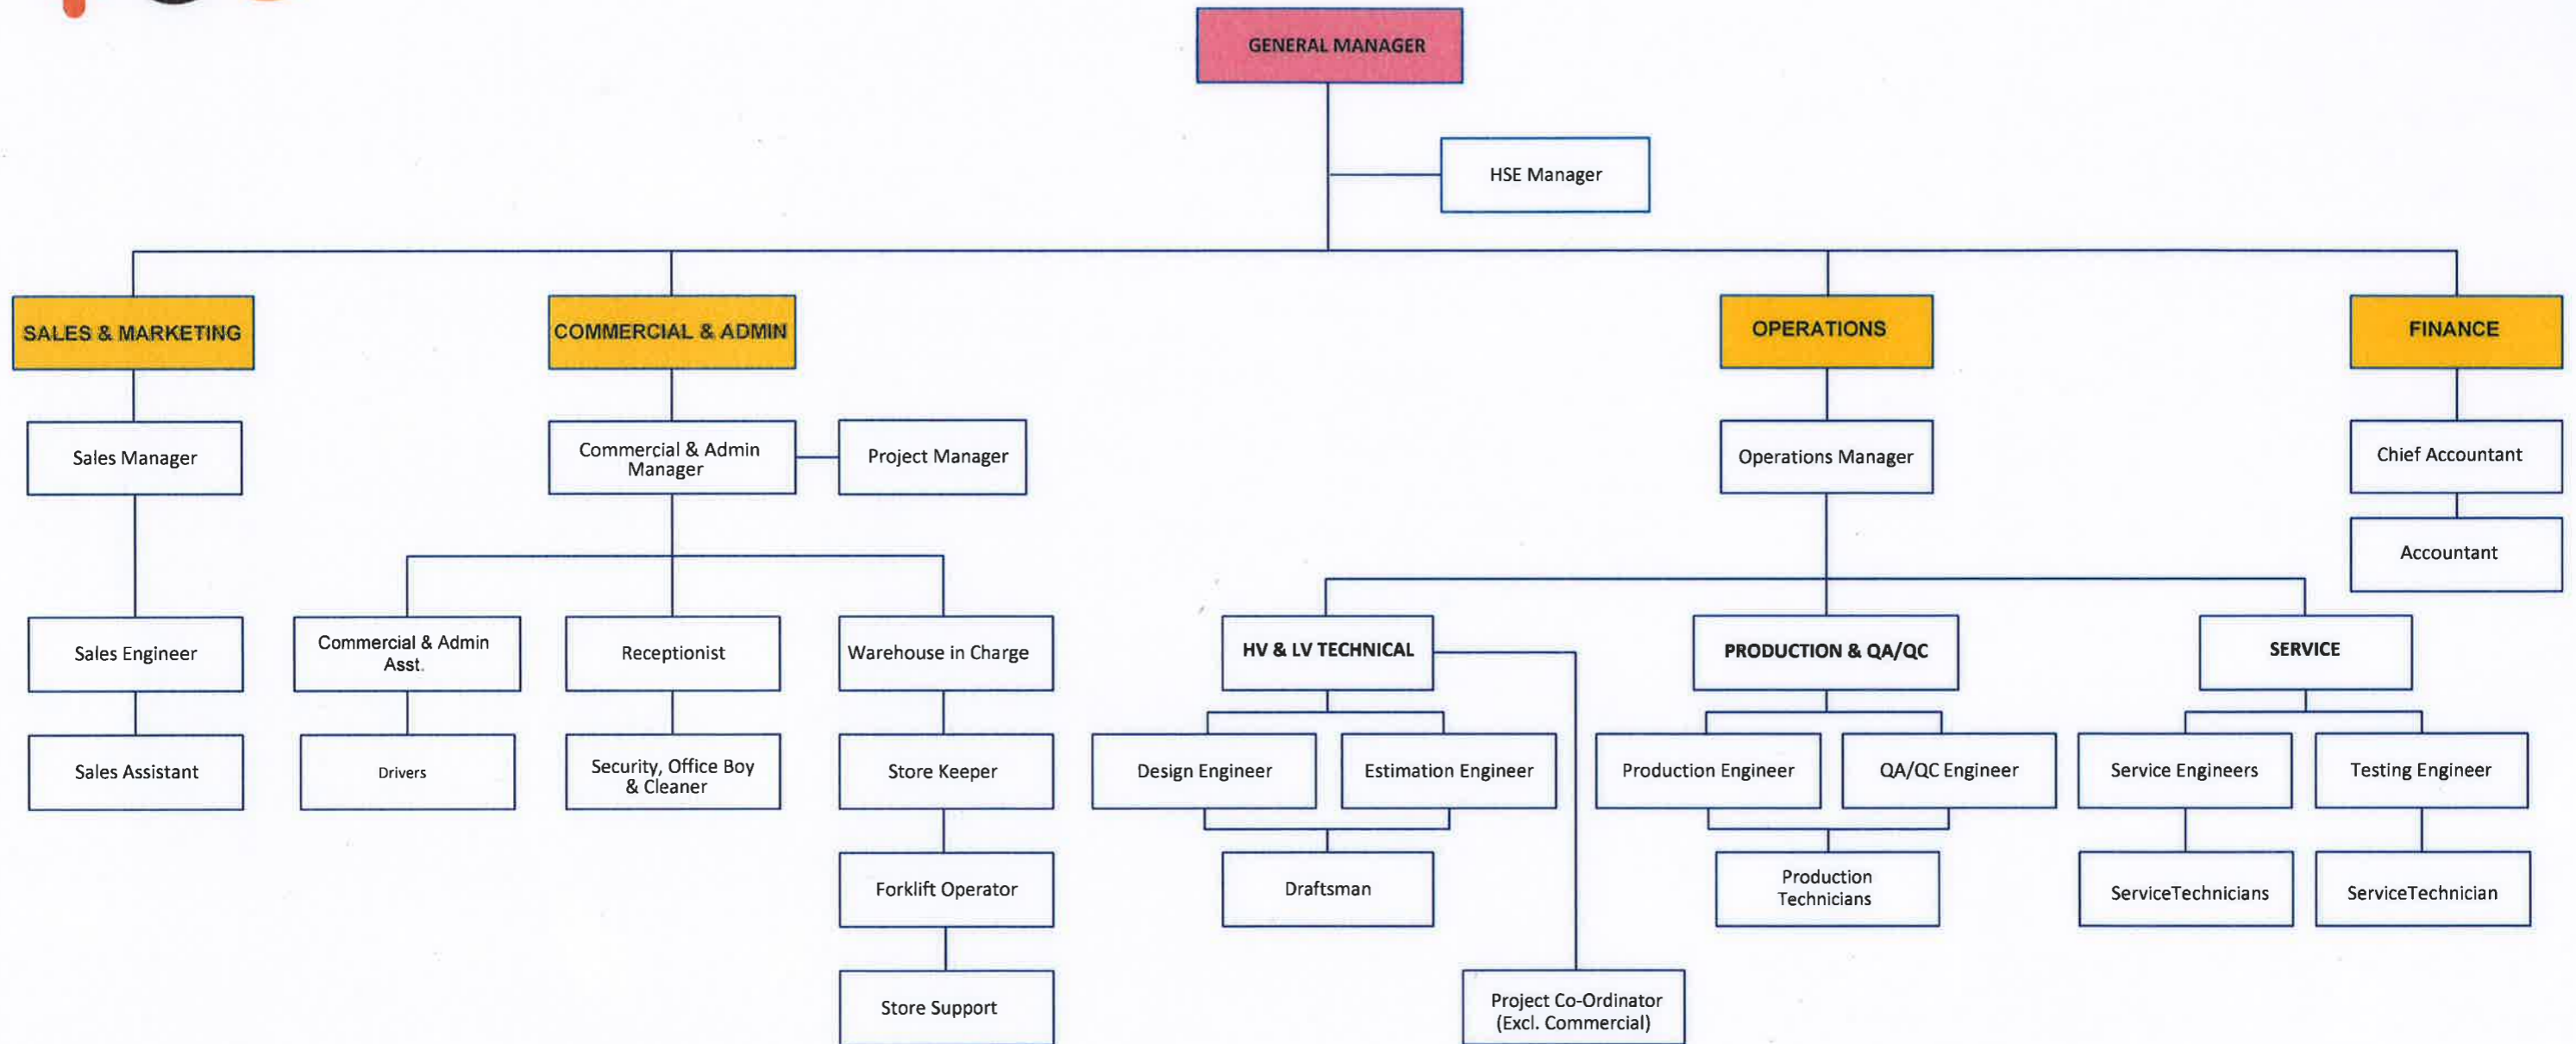 GENERAL MANAGER
HSE Manager
SALES & MARKETING
COMMERCIAL & ADMIN
OPERATIONS
FINANCE
Sales Manager
Commercial & Admin
Manager
Project Manager
Operations Manager
Chief Accountant
Accountant
Sales Engineer
Commercial & Admin
Asst.
Receptionist
Warehouse in Charge
HV & LV TECHNICAL
PRODUCTION & QA/QC
SERVICE
Sales Assistant
Drivers
Security, Office Boy
& Cleaner
Store Keeper
Design Engineer
Estimation Engineer
Production Engineer
QA/QC Engineer
Service Engineers
Testing Engineer
Forklift Operator
Draftsman
Production
Technicians
ServiceTechnicians
ServiceTechnician
Store Support
Project Co-Ordinator
(Excl. Commercial)